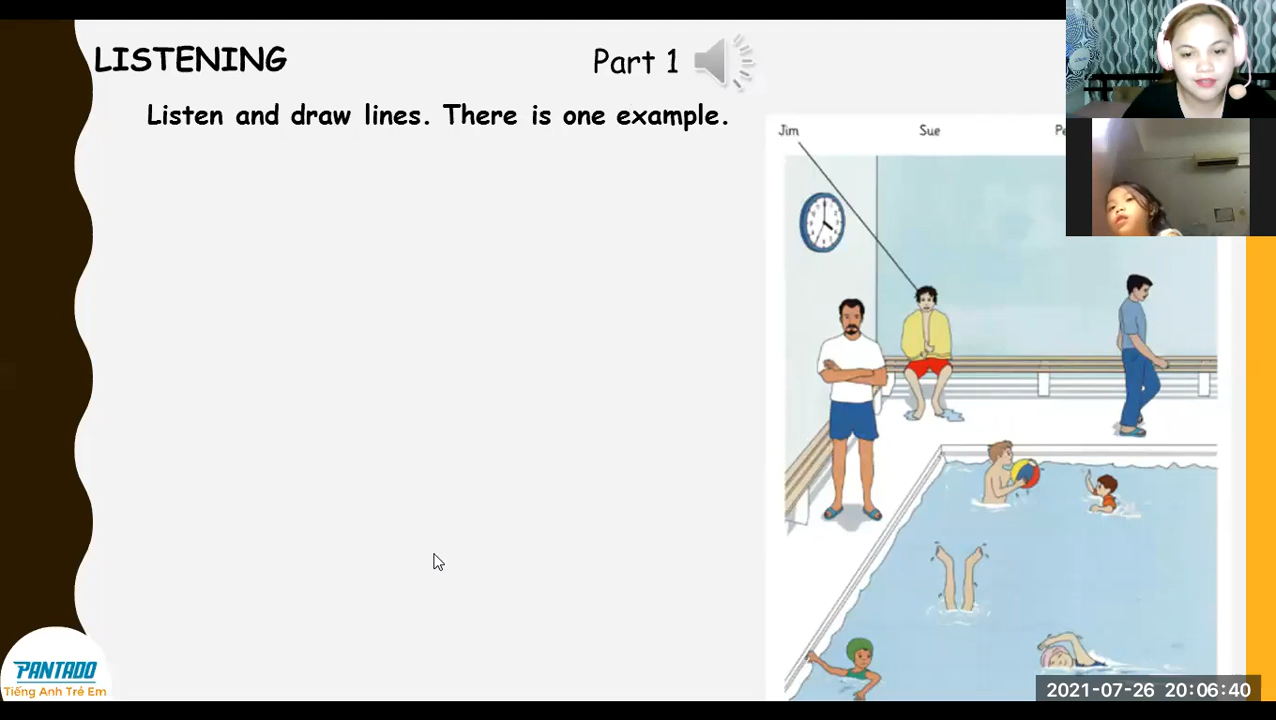 LISTENING
Part 1
Listen and draw lines. There is one example.
Jim Sue
PANTADO
Tiếng Anh Trẻ Em
2021-07-26 20:06:40